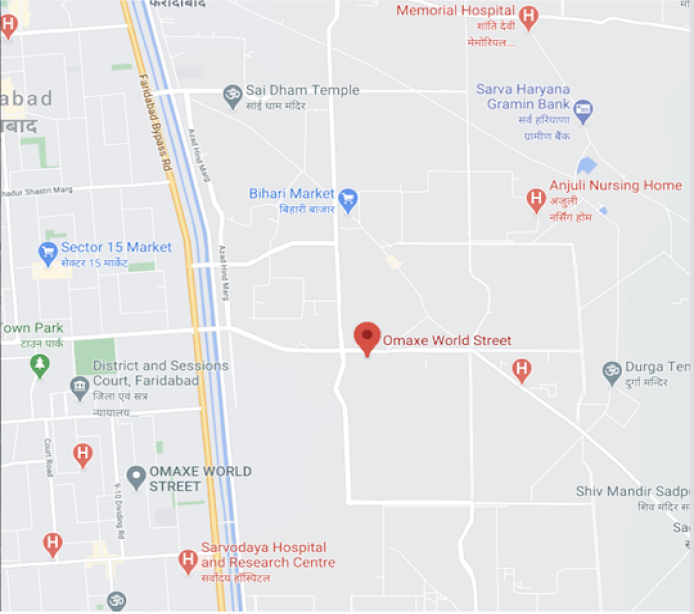 फरीदाबाद
Memorial Hospital
शांति देवी
मेमोरियल...
abad
ाबाद
Sai Dham Temple
सांई धाम मंदिर
Sarva Haryana
Gramin Bank
सर्व हरियाणा
ग्रामीण बैंक
Faridabad Bypass Rd
Azad Hind Marg
hadur Shastri Marg
Bihari Market
बिहारी बाजार
Anjuli Nursing Home
अंजुली
नर्सिंग होम
Sector 15 Market
सेक्टर 15 मार्केट
Azad Hind Marg
Town Park
टाउन पार्क
Omaxe World Street
District and Sessions
Court, Faridabad
जिला एवं सत्र
न्यायालय...
Durga Ten
दुर्गा मन्दिर
Court Road
9-10 Dividing Rd
OMAXE WORLD
STREET
Shiv Mandir Sadpu
शिव मंदिर स
Sa
Sarvodaya Hospital
and Research Centre
सर्वोदय हॉस्पिटल
H
H
H
H
H
H
H